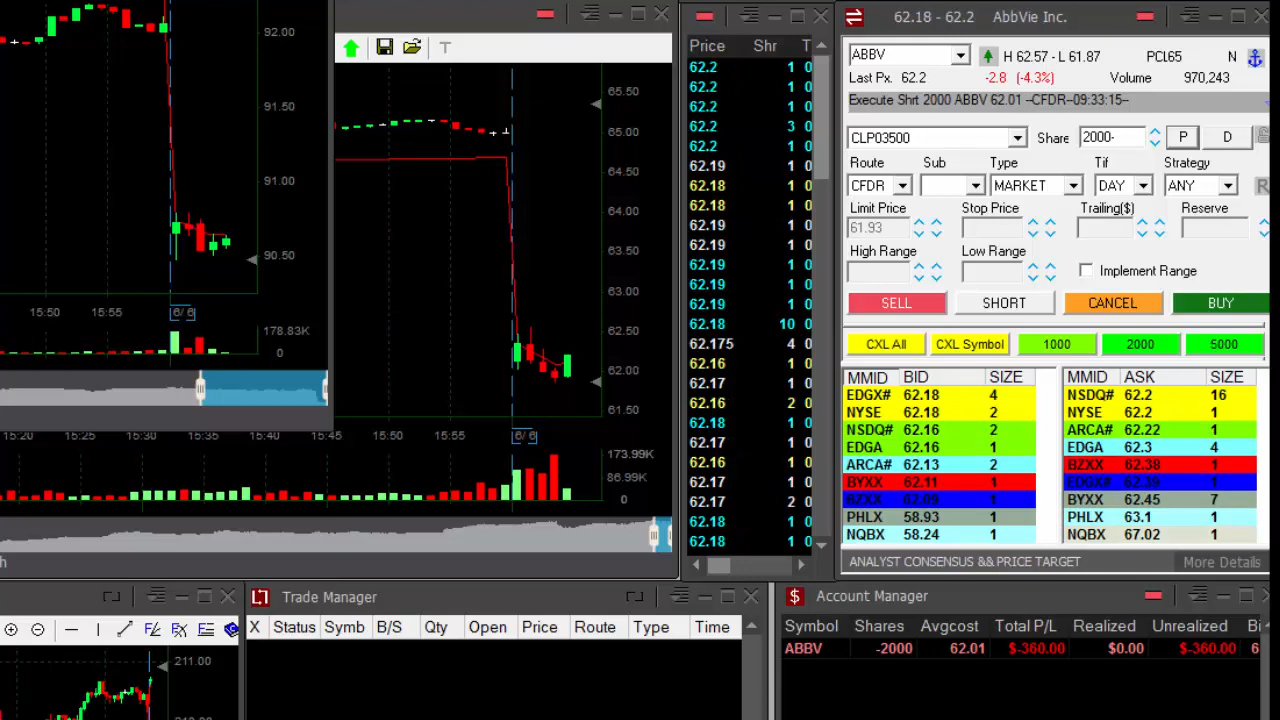 92.00
91.50
91.00
90.50
15:50 15:55 6/ 6
178.83K
0
15:20 15:25 15:30 15:35 15:40 15:45 15:50 15:55 6/ 6
T
65.50
65.00
64.50
64.00
63.50
63.00
62.50
62.00
61.50
173.99K
86.99K
0
h
Price Shr T
62.2 1 0
62.2 1 0
62.2 1 0
62.2 3 0
62.2 1 0
62.19 1 0
62.18 1 0
62.18 1 0
62.19 1 0
62.19 1 0
62.19 1 0
62.19 1 0
62.19 1 0
62.18 10 0
62.175 4 0
62.16 1 0
62.17 1 0
62.16 2 0
62.18 1 0
62.17 1 0
62.16 1 0
62.17 1 0
62.17 2 0
62.18 1 0
62.18 1 0
62.18 - 62.2 AbbVie Inc.
ABBV H 62.57 - L 61.87 PCL65 N
Last Px. 62.2 -2.8 (-4.3%) Volume 970,243
Execute Shrt 2000 ABBV 62.01 --CFDR--09:33:15--
CLP03500 Share 2000- P D
Route Sub Type Tif Strategy
CFDR MARKET DAY ANY R
Limit Price Stop Price Trailing($) Reserve
61.93
High Range Low Range
Implement Range
SELL SHORT CANCEL BUY
CXL All CXL Symbol 1000 2000 5000
MMID BID SIZE MMID ASK SIZE
EDGX# 62.18 4 NSDQ# 62.2 16
NYSE 62.18 2 NYSE 62.2 1
NSDQ# 62.16 2 ARCA# 62.22 1
EDGA 62.16 1 EDGA 62.3 4
ARCA# 62.13 2 BZXX 62.38 1
BYXX 62.11 1 EDGX# 62.39 1
BZXX 62.09 1 BYXX 62.45 7
PHLX 58.93 1 PHLX 63.1 1
NQBX 58.24 1 NQBX 67.02 1
ANALYST CONSENSUS && PRICE TARGET More Details
211.00
Trade Manager
X Status Symb B/S Qty Open Price Route Type Time
$ Account Manager
Symbol Shares Avgcost Total P/L Realized Unrealized Bi
ABBV -2000 62.01 $-360.00 $0.00 $-360.00 6